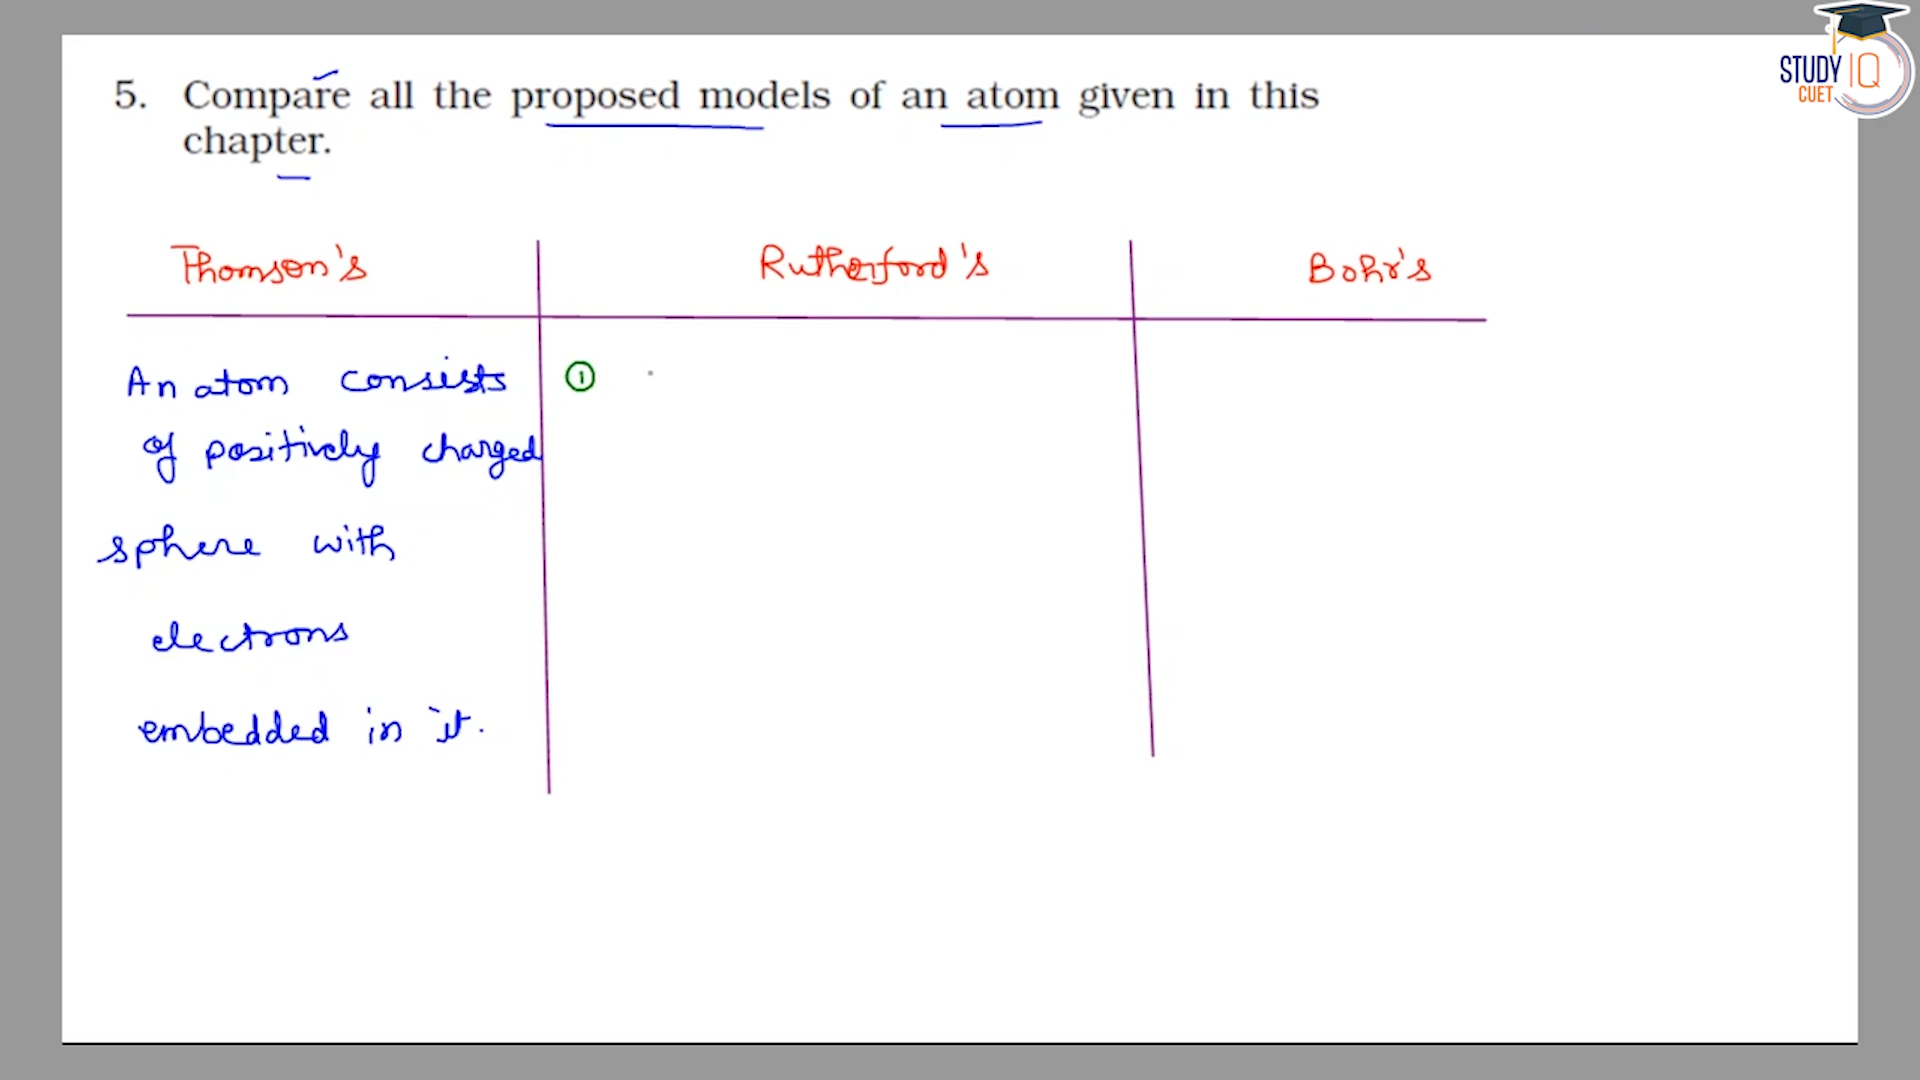 STUDY IQ
CUET
5. Compare all the proposed models of an atom given in this
chapter.
Thomson's Rutherford's Bohr's
An atom consists ①
of positively charged
sphere with
electrons
embedded in it.